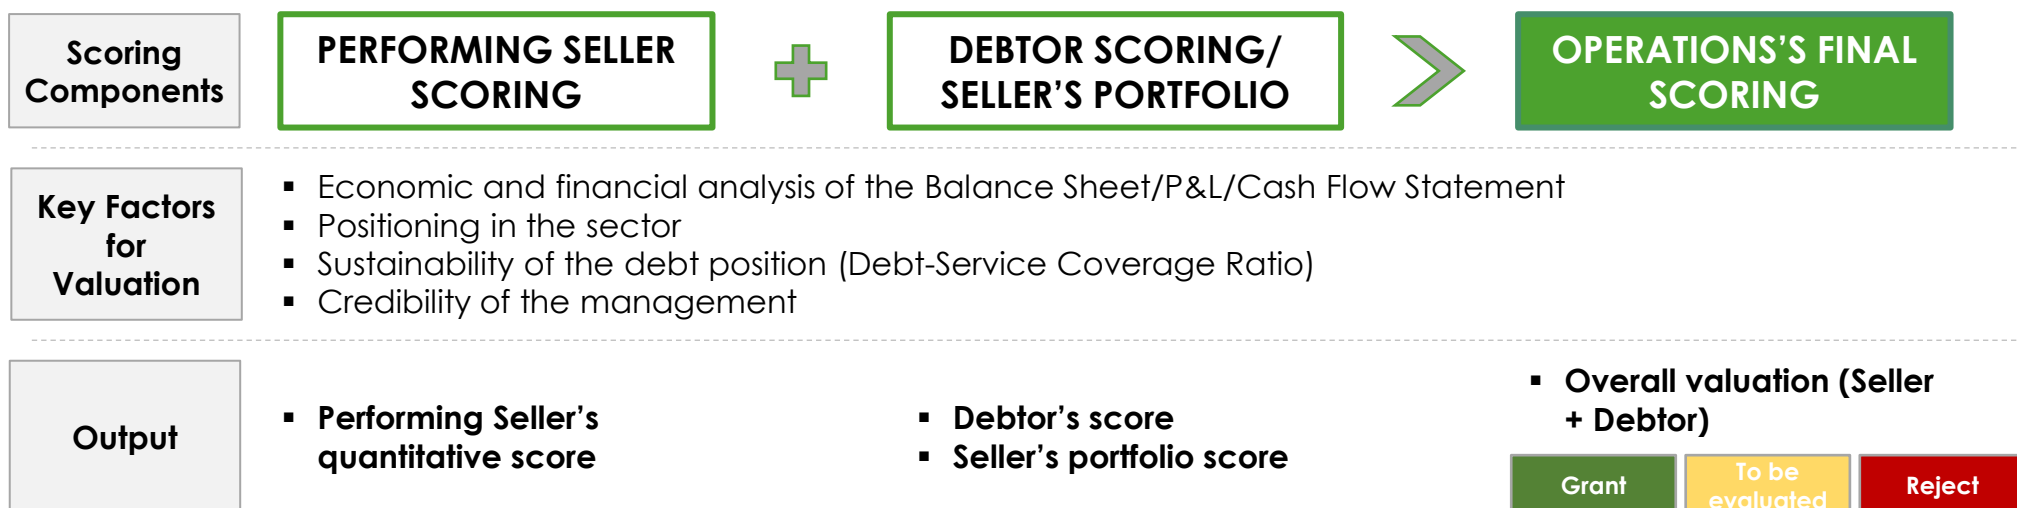 Scoring
Components
PERFORMING SELLER
SCORING
DEBTOR SCORING/
SELLER'S PORTFOLIO
OPERATIONS'S FINAL
SCORING
Key Factors
for
Valuation
▪ Economic and financial analysis of the Balance Sheet/P&L/Cash Flow Statement
▪ Positioning in the sector
▪ Sustainability of the debt position (Debt-Service Coverage Ratio)
▪ Credibility of the management
Output
▪ Performing Seller's
quantitative score
▪ Debtor's score
▪ Seller's portfolio score
▪ Overall valuation (Seller
+ Debtor)
Grant
To be
evaluated
Reject